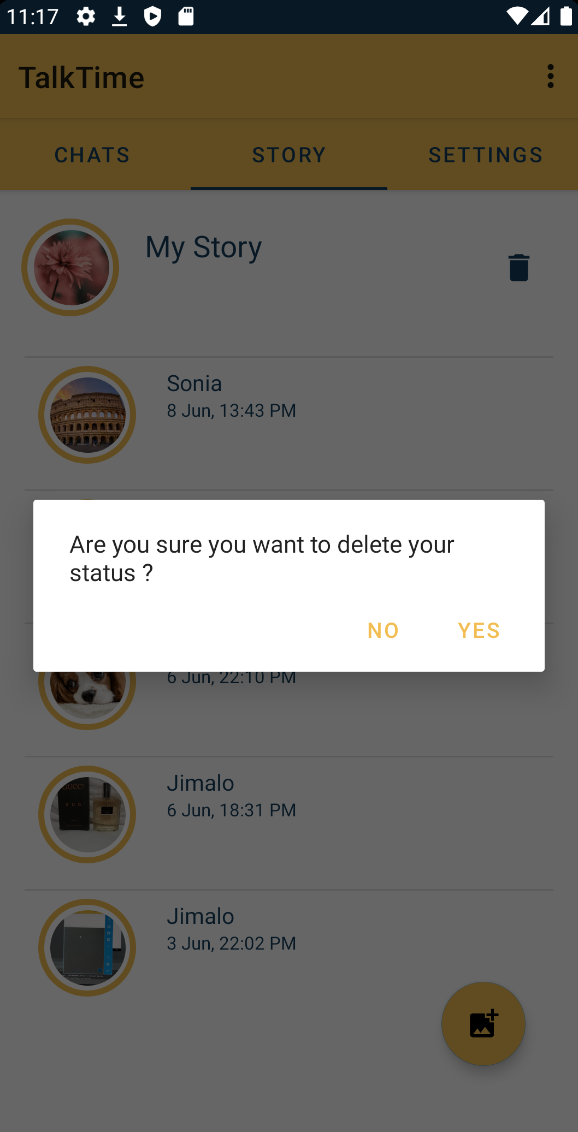 11:17
TalkTime
CHATS STORY SETTINGS
My Story
Sonia
8 Jun, 13:43 PM
Are you sure you want to delete your
status ?
NO YES
6 Jun, 22:10 PM
Jimalo
6 Jun, 18:31 PM
Jimalo
3 Jun, 22:02 PM